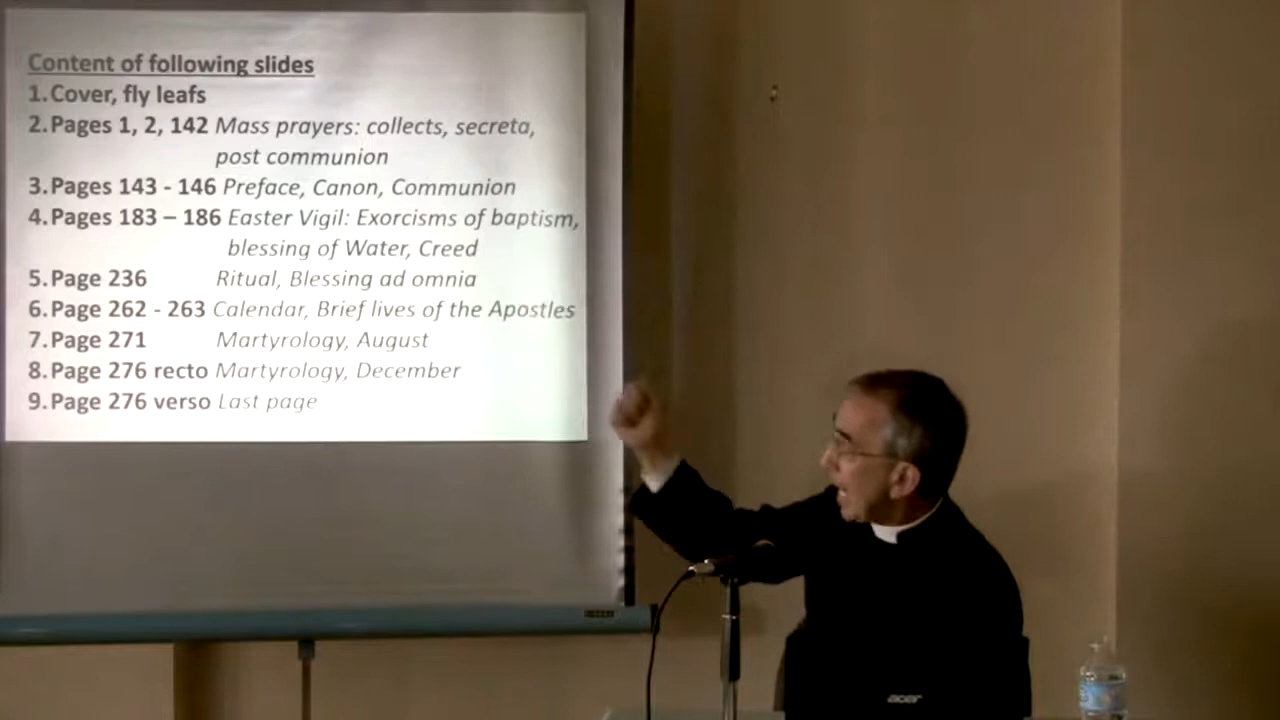 Content of following slides
1. Cover, fly leafs
2. Pages 1, 2, 142 Mass prayers: collects, secreta,
post communion
3. Pages 143 - 146 Preface, Canon, Communion
4. Pages 183 – 186 Easter Vigil: Exorcisms of baptism,
blessing of Water, Creed
5. Page 236 Ritual, Blessing ad omnia
6. Page 262 - 263 Calendar, Brief lives of the Apostles
7. Page 271 Martyrology, August
8. Page 276 recto Martyrology, December
9. Page 276 verso Last page
acer